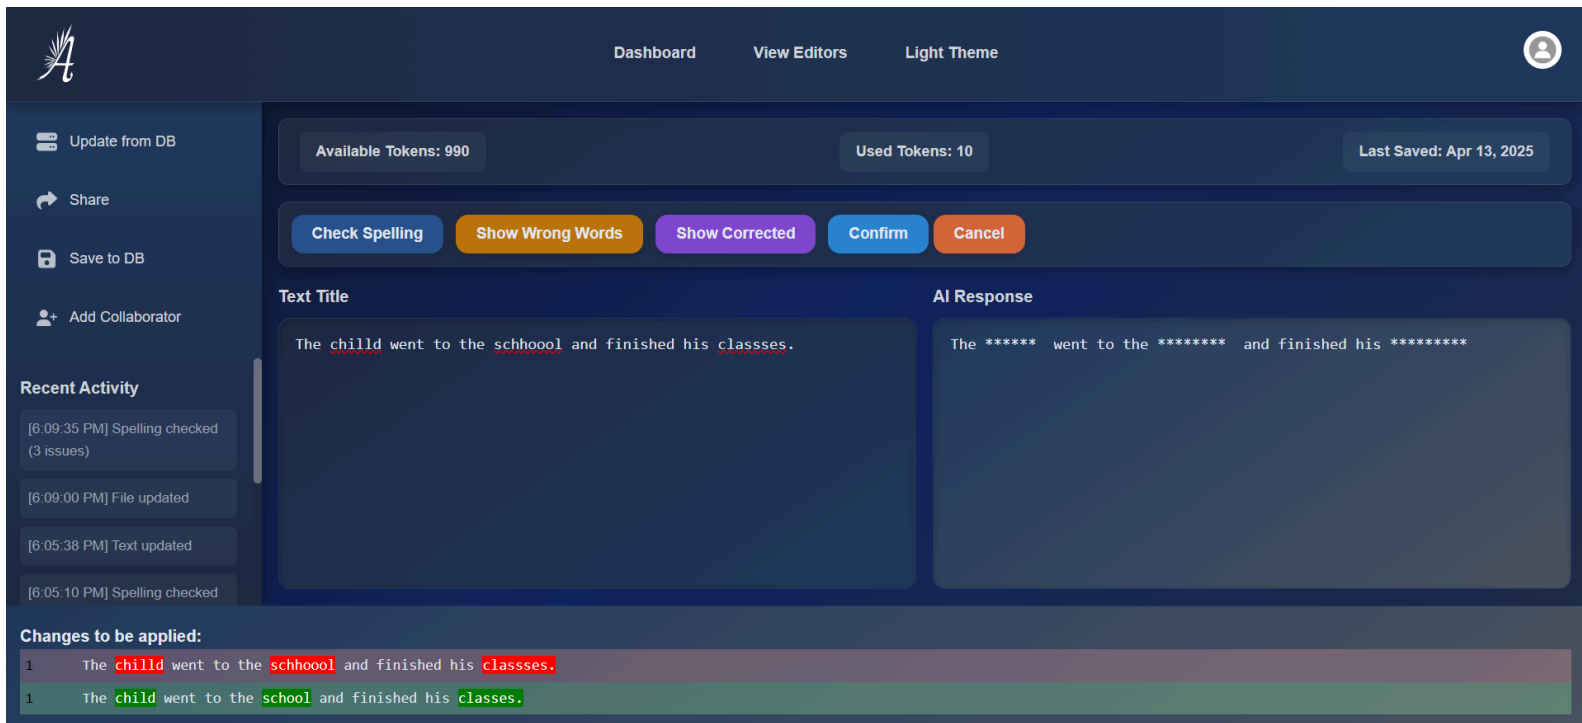 A
Dashboard View Editors Light Theme
Update from DB
Share
Save to DB
Add Collaborator
Recent Activity
[6:09:35 PM] Spelling checked
(3 issues)
[6:09:00 PM] File updated
[6:05:38 PM] Text updated
[6:05:10 PM] Spelling checked
Available Tokens: 990 Used Tokens: 10 Last Saved: Apr 13, 2025
Check Spelling Show Wrong Words Show Corrected Confirm Cancel
Text Title
The chilld went to the schhoool and finished his classses.
AI Response
The ****** went to the ******** and finished his *********
Changes to be applied:
1 The chilld went to the schhoool and finished his classses.
1 The child went to the school and finished his classes.